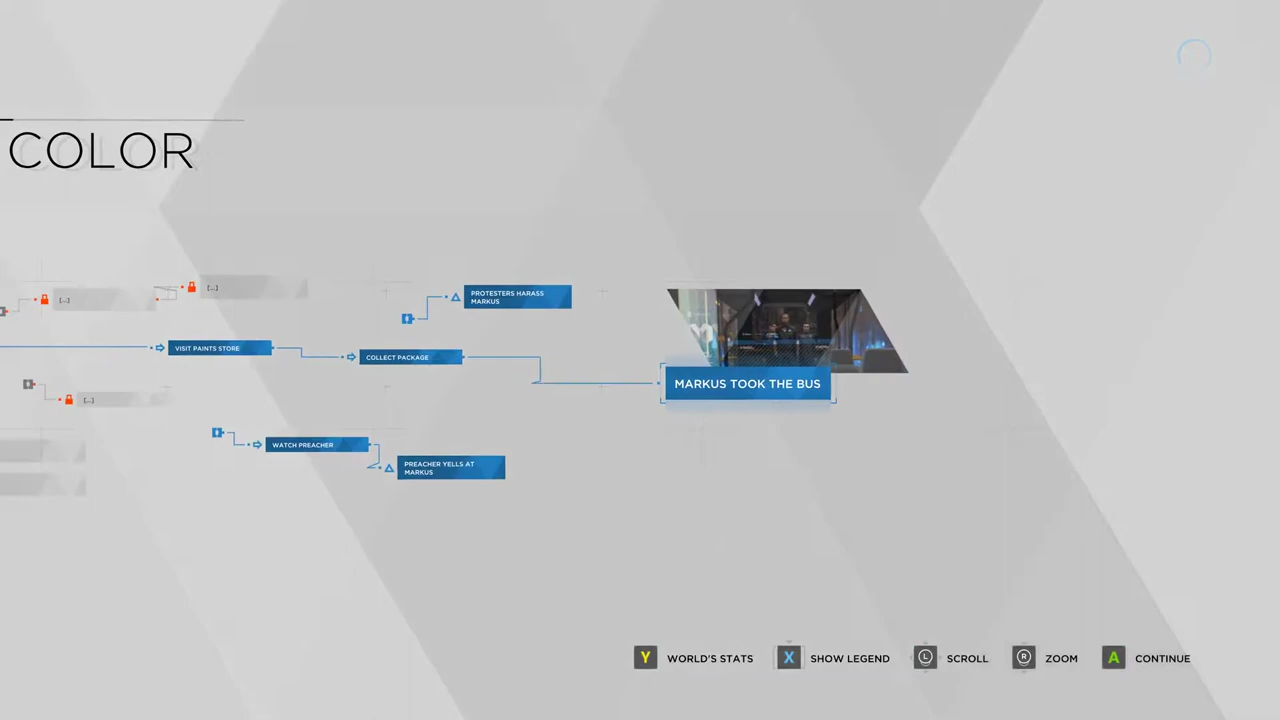 COLOR
[...]
[...]
PROTESTERS HARASS
MARKUS
VISIT PAINTS STORE
COLLECT PACKAGE
MARKUS TOOK THE BUS
[...]
WATCH PREACHER
PREACHER YELLS AT
MARKUS
Y WORLD'S STATS
X SHOW LEGEND
L SCROLL
R ZOOM
A CONTINUE